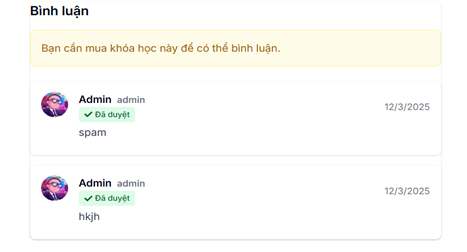 Bình luận
Bạn cần mua khóa học này để có thể bình luận.
Admin admin
12/3/2025
Đã duyệt
spam
Admin admin
12/3/2025
Đã duyệt
hkjh